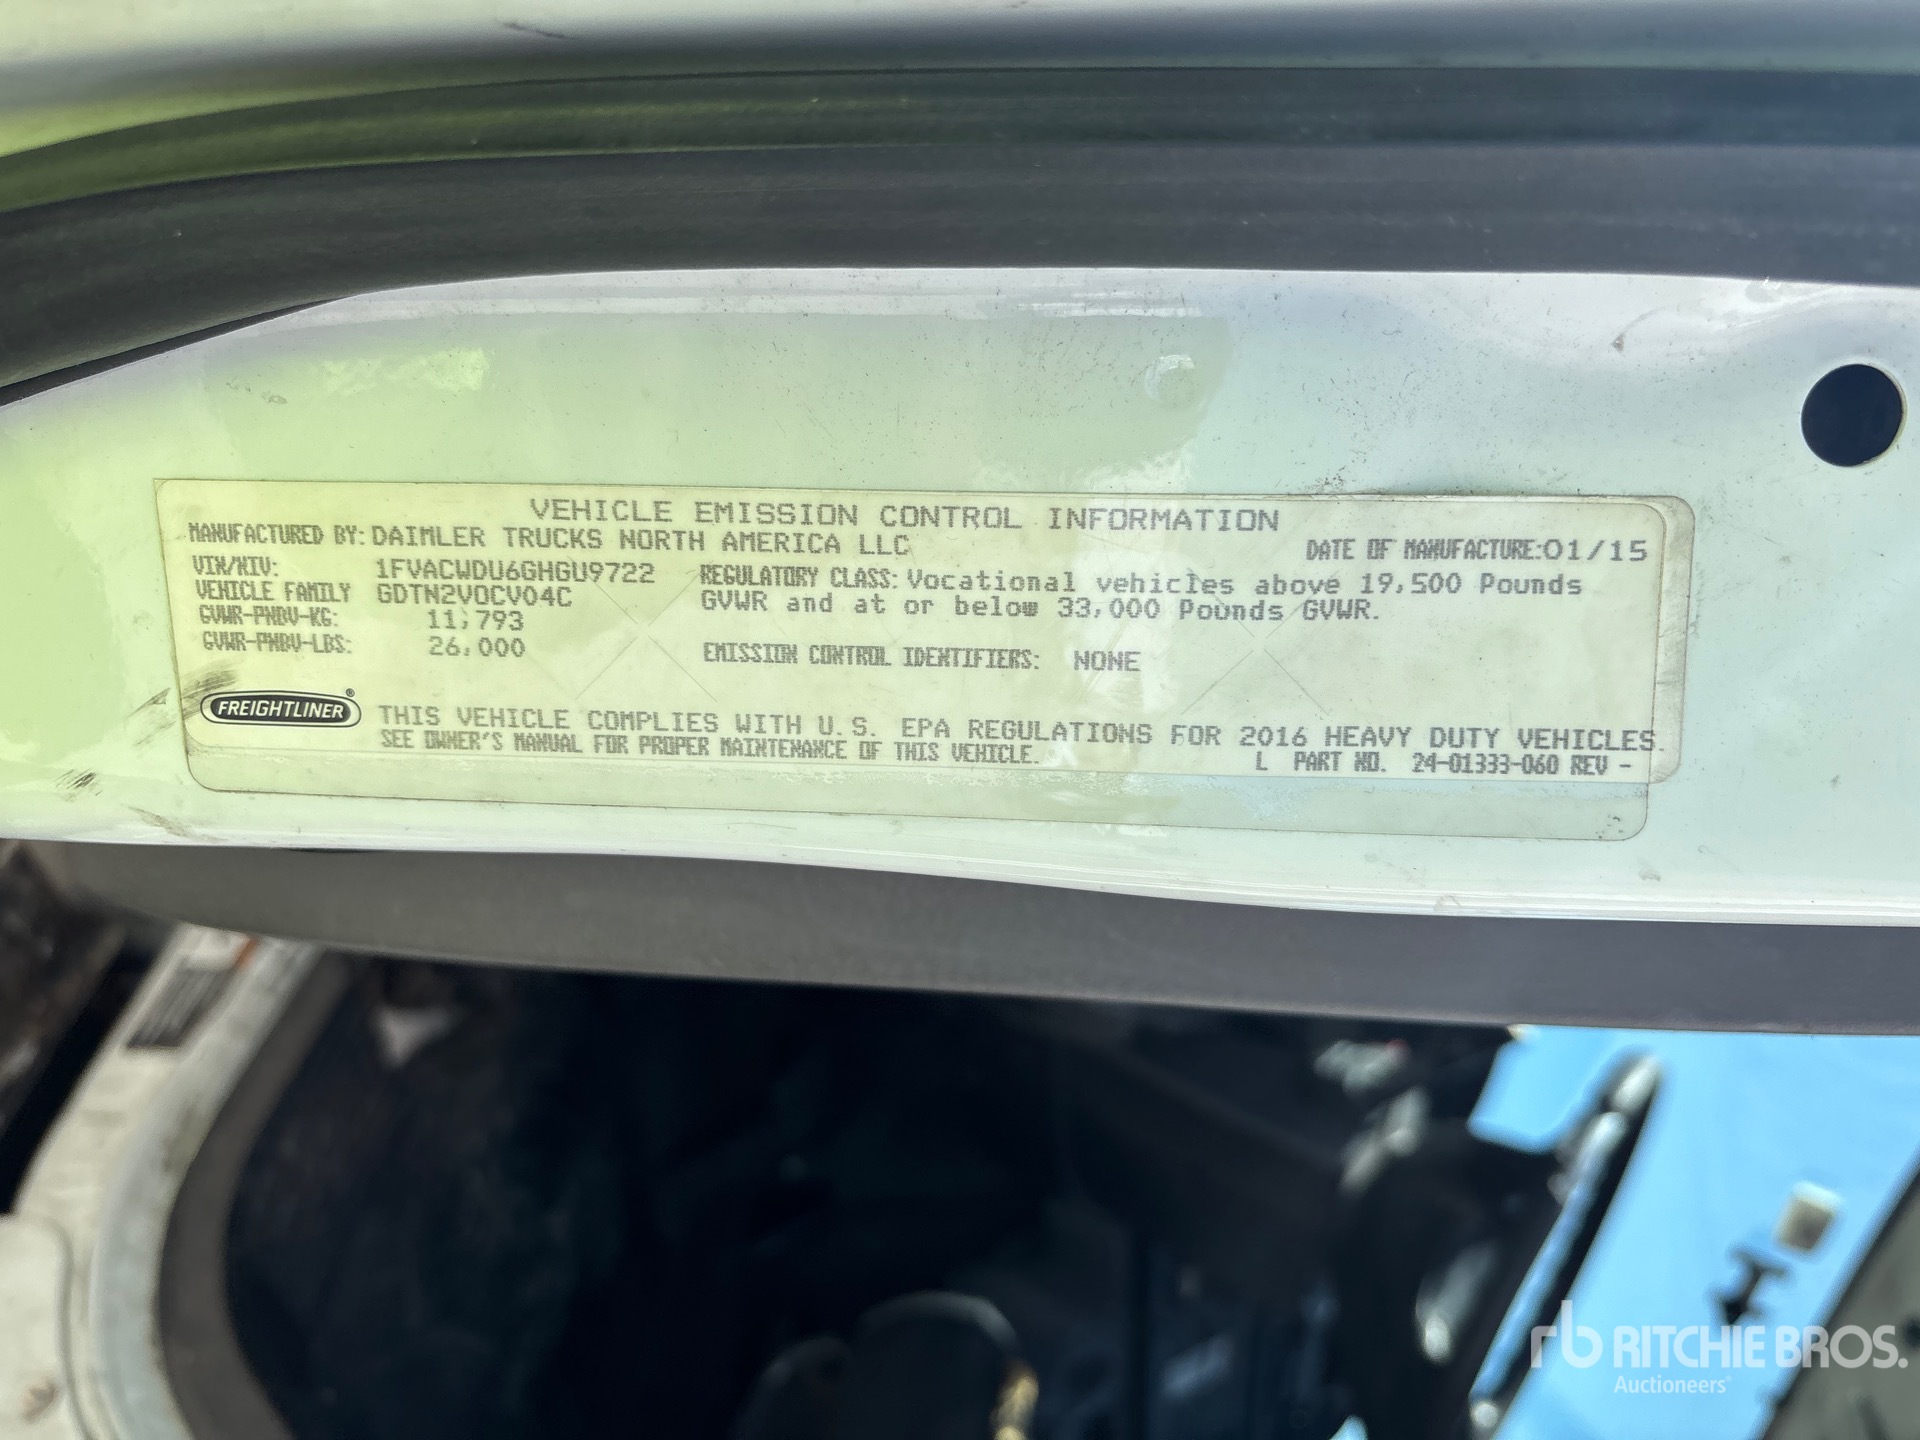 VEHICLE EMISSION CONTROL INFORMATION
MANUFACTURED BY: DAIMLER TRUCKS NORTH AMERICA LLC
DATE OF MANUFACTURE: 01/15
VIN/NIV: 1FVACWDU6GHGU9722
REGULATORY CLASS: Vocational vehicles above 19,500 Pounds
VEHICLE FAMILY GDTN2VOCV04C
GVWR and at or below 33,000 Pounds GVWR.
GVWR-PNBV-KG: 11,793
GVWR-PNBV-LBS: 26,000
EMISSION CONTROL IDENTIFIERS: NONE
FREIGHTLINER®
THIS VEHICLE COMPLIES WITH U.S. EPA REGULATIONS FOR 2016 HEAVY DUTY VEHICLES.
SEE OWNER'S MANUAL FOR PROPER MAINTENANCE OF THIS VEHICLE.
L PART NO. 24-01333-060 REV -
rb RITCHIE BROS.
Auctioneers